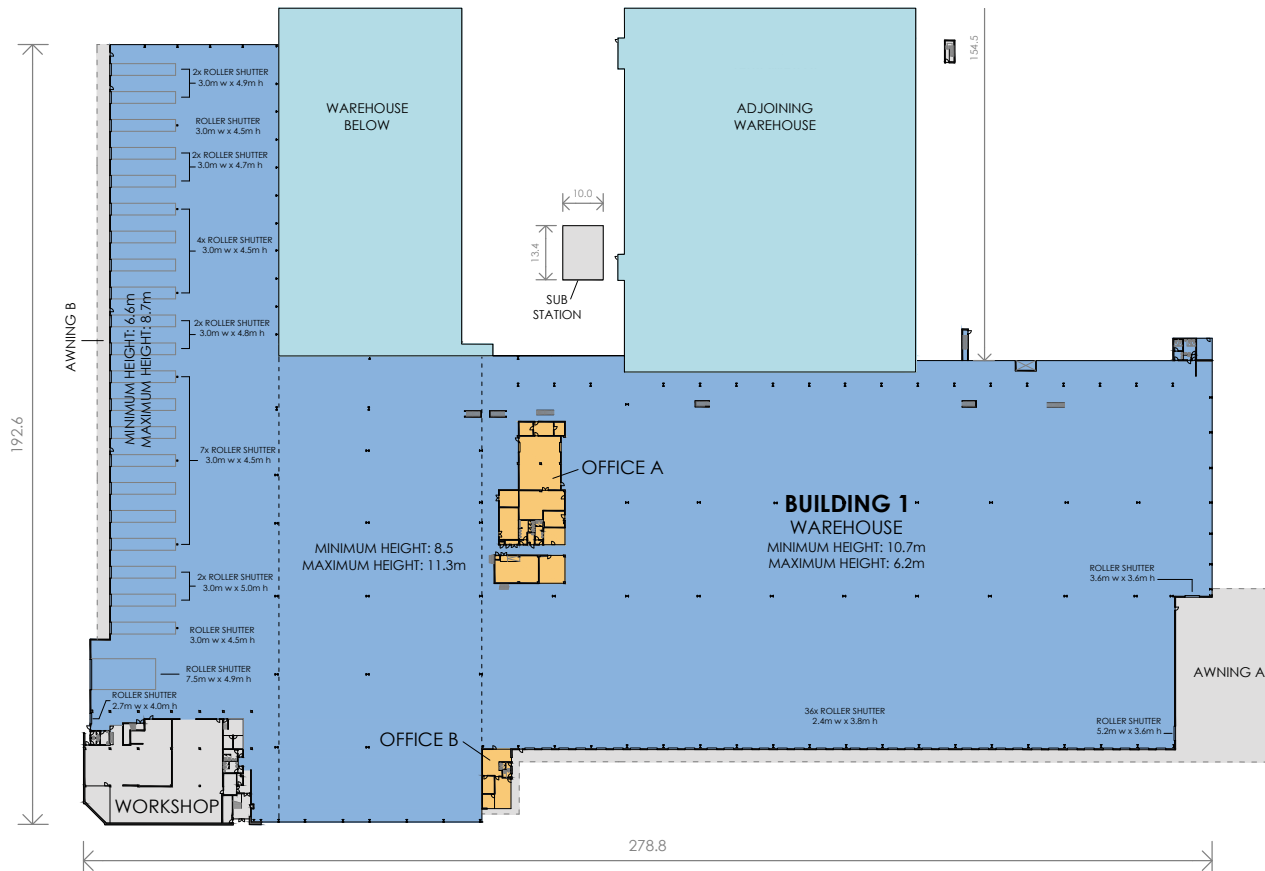 154.5
2x ROLLER SHUTTER
3.0m w x 4.9m h
WAREHOUSE
BELOW
ADJOINING
WAREHOUSE
ROLLER SHUTTER
3.0m w x 4.5m h
2x ROLLER SHUTTER
3.0m w x 4.7m h
10.0
13.4
4x ROLLER SHUTTER
3.0m w x 4.5m h
SUB
STATION
AWNING B
MINIMUM HEIGHT: 6.6m
MAXIMUM HEIGHT: 8.7m
2x ROLLER SHUTTER
3.0m w x 4.8m h
192.6
7x ROLLER SHUTTER
3.0m w x 4.5m h
OFFICE A
BUILDING 1
WAREHOUSE
MINIMUM HEIGHT: 10.7m
MAXIMUM HEIGHT: 6.2m
MINIMUM HEIGHT: 8.5
MAXIMUM HEIGHT: 11.3m
ROLLER SHUTTER
3.6m w x 3.6m h
2x ROLLER SHUTTER
3.0m w x 5.0m h
ROLLER SHUTTER
3.0m w x 4.5m h
ROLLER SHUTTER
7.5m w x 4.9m h
AWNING A
ROLLER SHUTTER
2.7m w x 4.0m h
36x ROLLER SHUTTER
2.4m w x 3.8m h
ROLLER SHUTTER
5.2m w x 3.6m h
OFFICE B
WORKSHOP
278.8